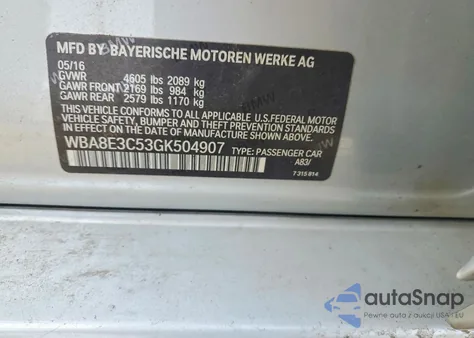 MFD BY BAYERISCHE MOTOREN WERKE AG
05/16
GVWR 4605 lbs 2089 kg
GAWR FRONT 2169 lbs 984 kg
GAWR REAR 2579 lbs 1170 kg
THIS VEHICLE CONFORMS TO ALL APPLICABLE U.S.FEDERAL MOTOR
VEHICLE SAFETY, BUMPER AND THEFT PREVENTION STANDARDS
IN EFFECT ON THE DATE OF MANUFACTURE SHOWN ABOVE.
WBA8E3C53GK504907 TYPE: PASSENGER CAR
A83/
7 315 814
autoSnap
Pewne auta z aukcji USA i EU